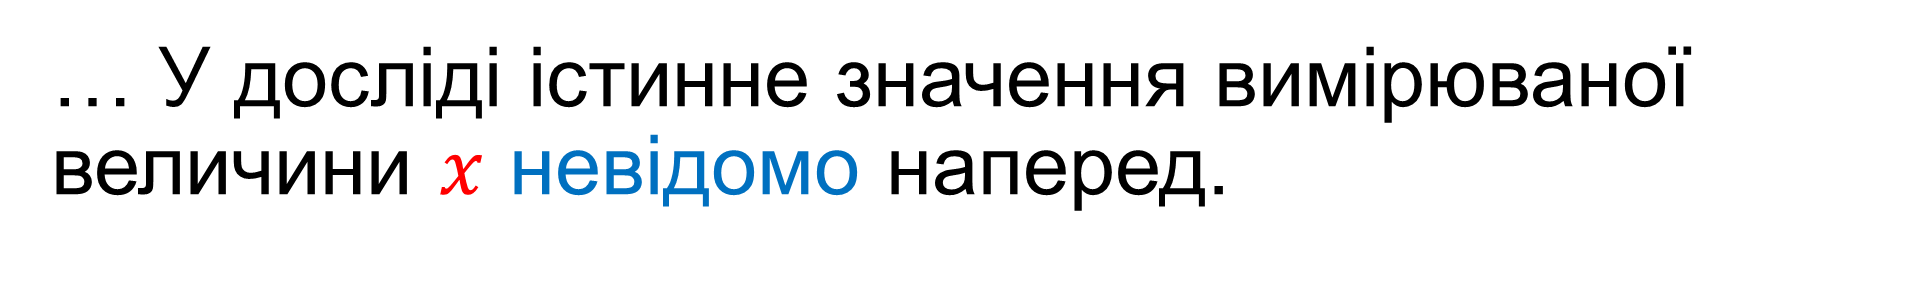 … У досліді істинне значення вимірюваної
величини x невідомо наперед.